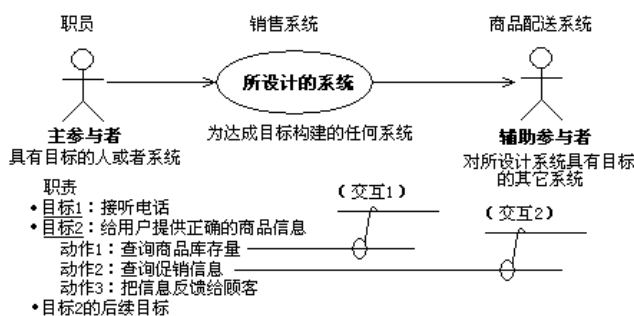 职员 销售系统 商品配送系统
所设计的系统
主参与者 为达成目标构建的任何系统 辅助参与者
具有目标的人或者系统 对所设计系统具有目标
的其它系统
职责 （交互1）
•目标1：接听电话 （交互2）
•目标2：给用户提供正确的商品信息
动作1：查询商品库存量
动作2：查询促销信息
动作3：把信息反馈给顾客
•目标2的后续目标